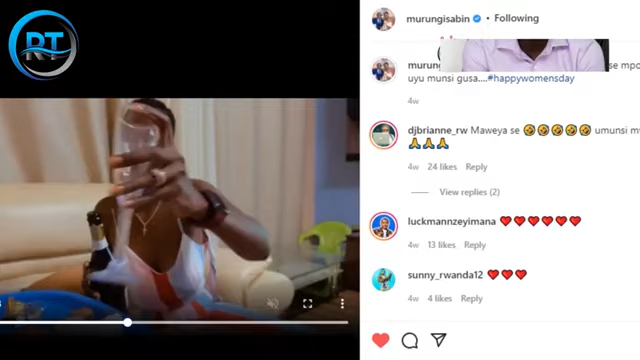 RT
murungisabin • Following
murungi se mpo
uyu munsi gusa....#happywomensday
4w
djbrianne_rw Maweya se 🤣🤣🤣🤣🤣 umunsi m
🙏🙏🙏
4w 24 likes Reply
View replies (2)
luckmannzeyimana ❤️❤️❤️❤️❤️❤️
4w 13 likes Reply
sunny_rwanda12 ❤️❤️❤️
4w 4 likes Reply